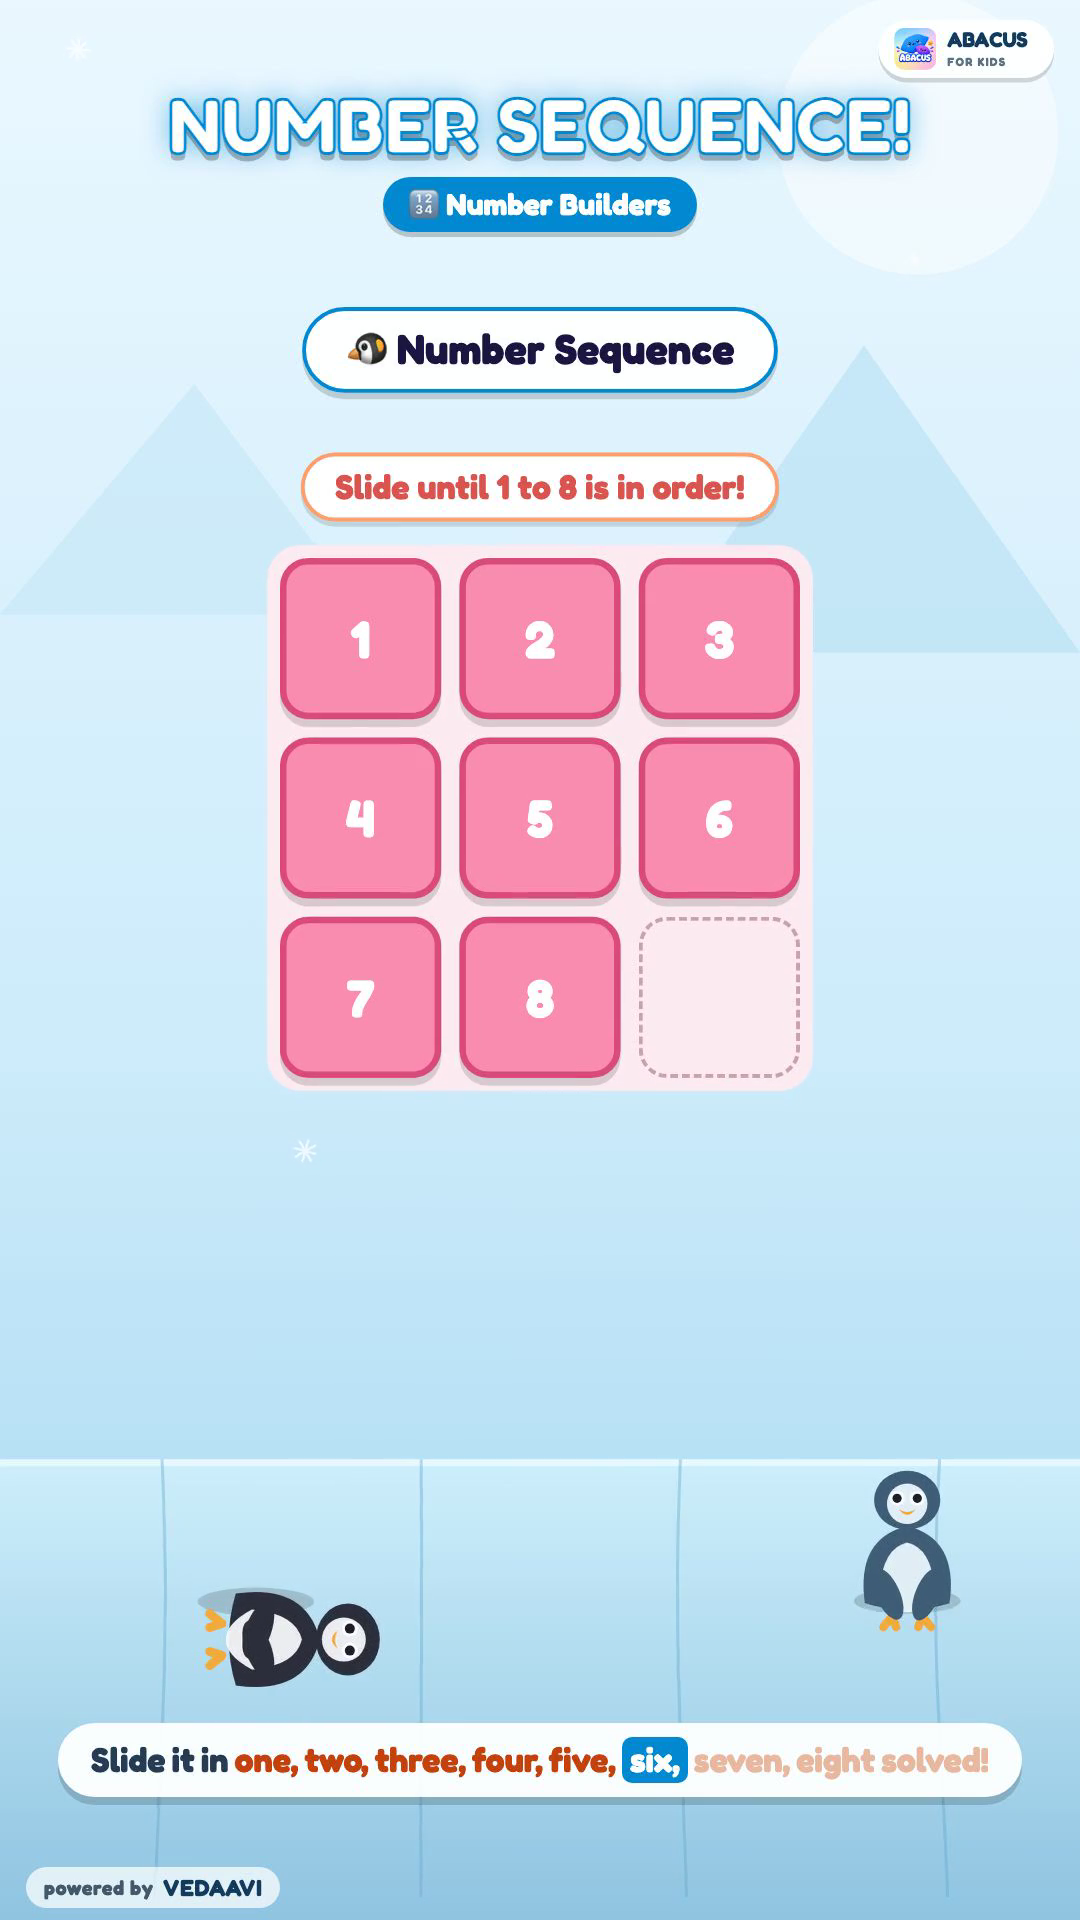 ABACUS
FOR KIDS
ABACUS
NUMBER SEQUENCE!
🔢 Number Builders
🐧 Number Sequence
Slide until 1 to 8 is in order!
1 2 3
4 5 6
7 8
Slide it in one, two, three, four, five, six, seven, eight solved!
powered by VEDAAVI